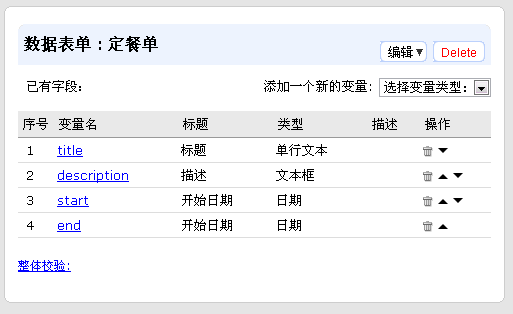 数据表单：定餐单
编辑▼ Delete
已有字段： 添加一个新的变量： 选择变量类型：
序号 变量名 标题 类型 描述 操作
1 title 标题 单行文本
2 description 描述 文本框
3 start 开始日期 日期
4 end 开始日期 日期
整体校验：